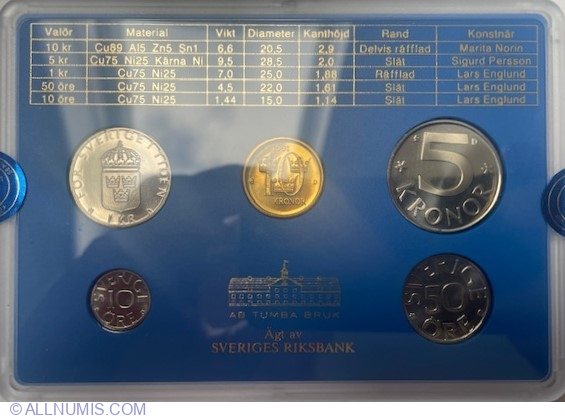 Valör Material Vikt Diameter Kanthöjd Rand Konstnär
10 kr Cu89 Al5 Zn5 Sn1 6,6 20,5 2,9 Delvis räfflad Marita Norin
5 kr Cu75 Ni25 Kärna Ni 9,5 28,5 2,0 Slät Sigurd Persson
1 kr Cu75 Ni25 7,0 25,0 1,88 Räfflad Lars Englund
50 öre Cu75 Ni25 4,5 22,0 1,61 Slät Lars Englund
10 öre Cu75 Ni25 1,44 15,0 1,14 Slät Lars Englund
FÖR SVERIGE I TIDEN
1 KR
10
KRONOR
D
5
KRONOR
D
SVERIGE
10
ÖRE
SVERIGE
50
ÖRE
AB TUMBA BRUK
Ägt av
SVERIGES RIKSBANK
© ALLNUMIS.COM